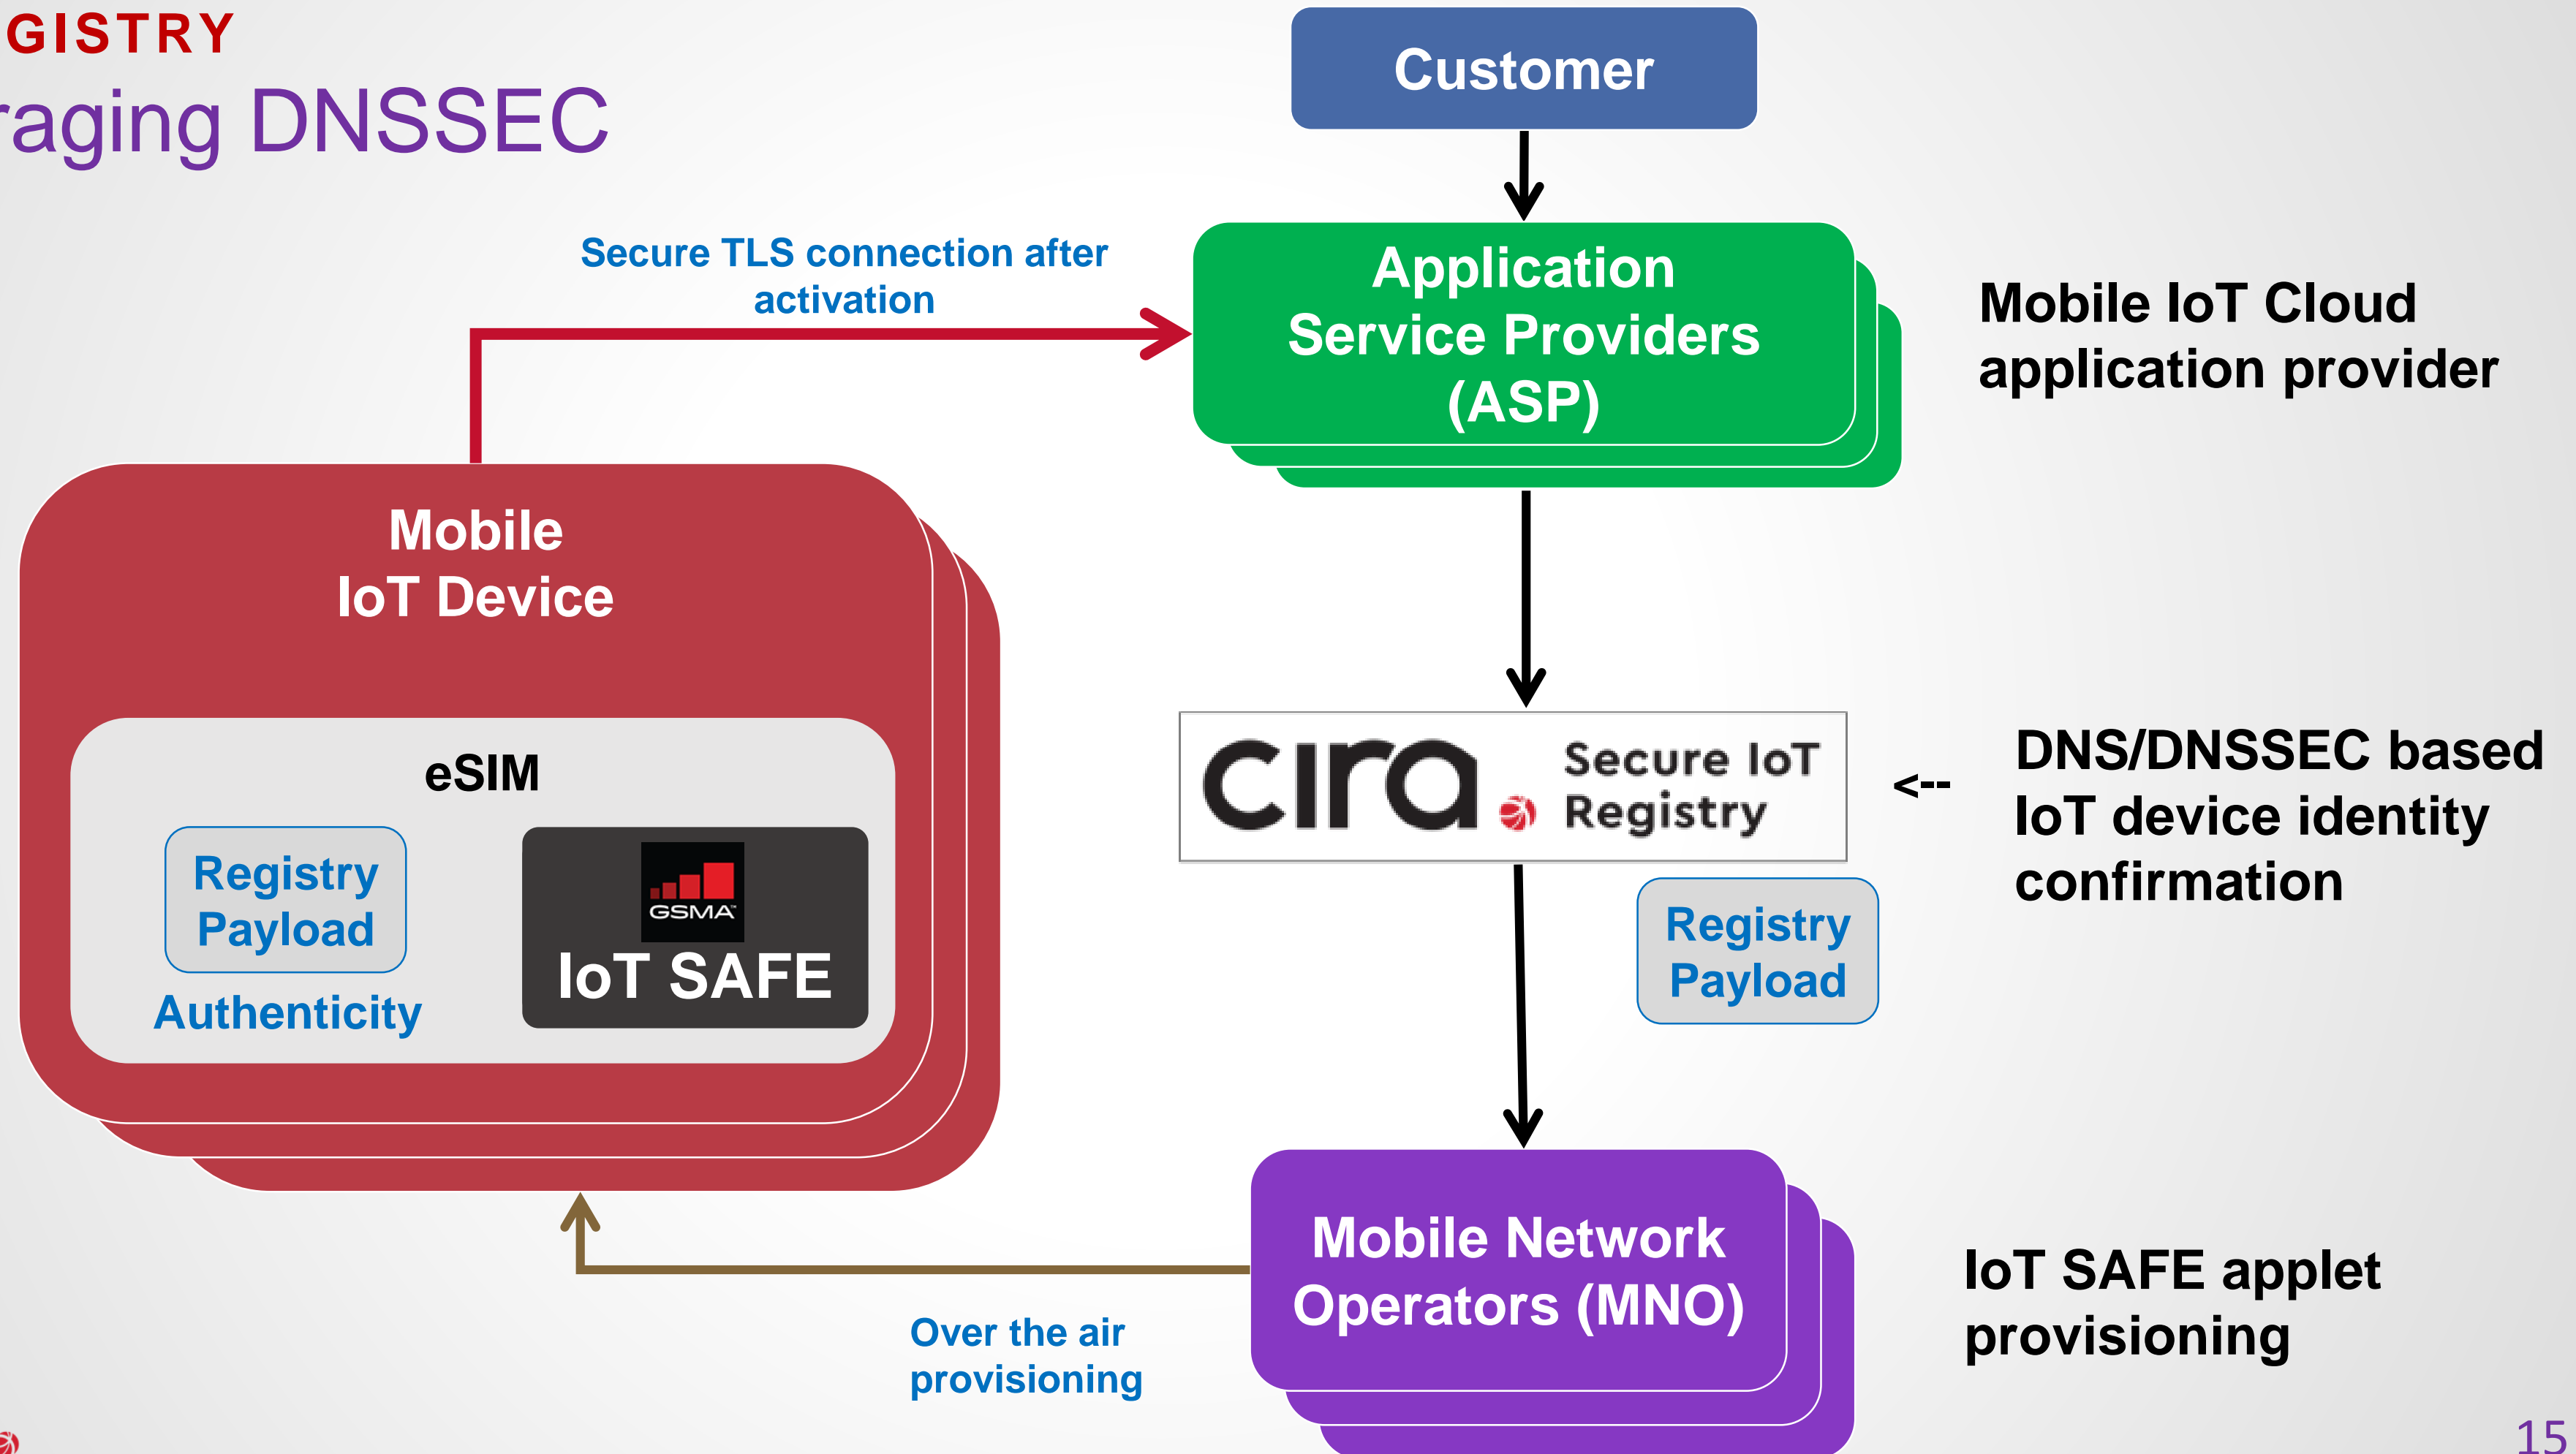 GISTRY
raging DNSSEC
Customer
Secure TLS connection after
activation
Application
Service Providers
(ASP)
Mobile IoT Cloud
application provider
Mobile
IoT Device
eSIM
Registry
Payload
Authenticity
GSMA™
IoT SAFE
cira
Secure IoT
Registry
<--
DNS/DNSSEC based
IoT device identity
confirmation
Registry
Payload
Mobile Network
Operators (MNO)
Over the air
provisioning
IoT SAFE applet
provisioning
15